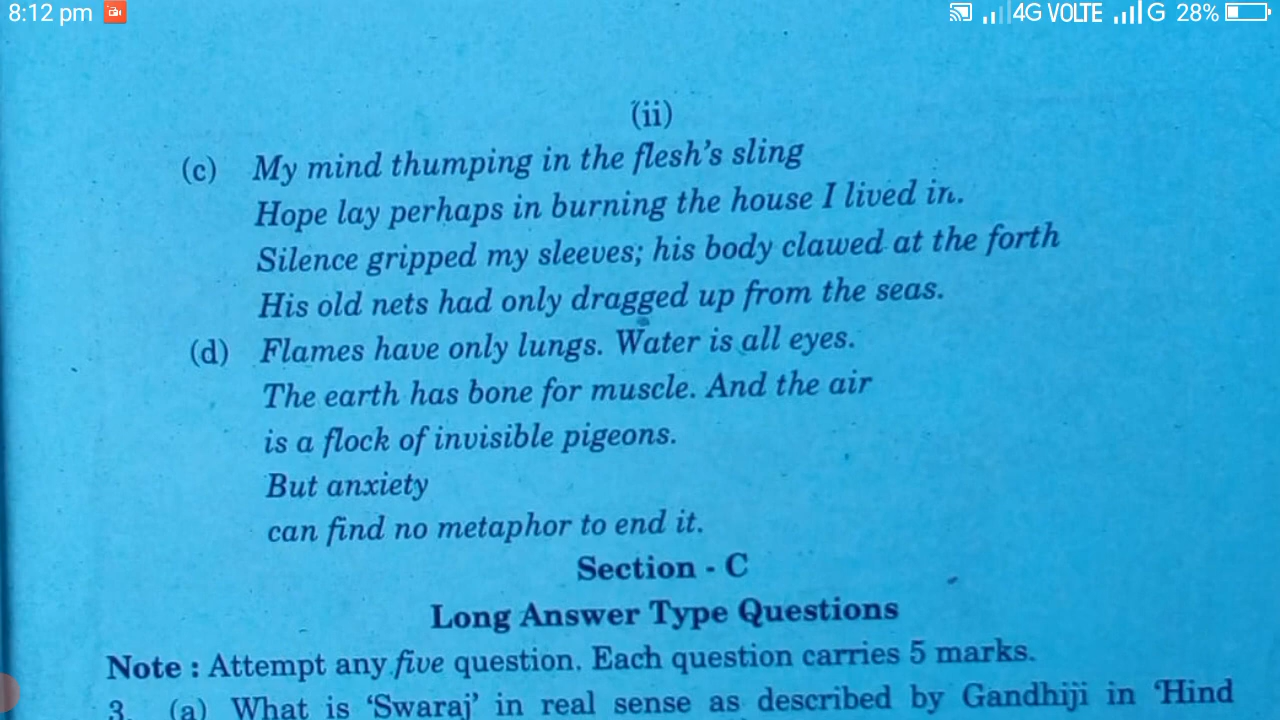 8:12 pm 4G VOLTE G 28%
(ii)
(c) My mind thumping in the flesh's sling
Hope lay perhaps in burning the house I lived in.
Silence gripped my sleeves; his body clawed at the forth
His old nets had only dragged up from the seas.
(d) Flames have only lungs. Water is all eyes.
The earth has bone for muscle. And the air
is a flock of invisible pigeons.
But anxiety
can find no metaphor to end it.
Section - C
Long Answer Type Questions
Note : Attempt any five question. Each question carries 5 marks.
3. (a) What is 'Swaraj' in real sense as described by Gandhiji in 'Hind